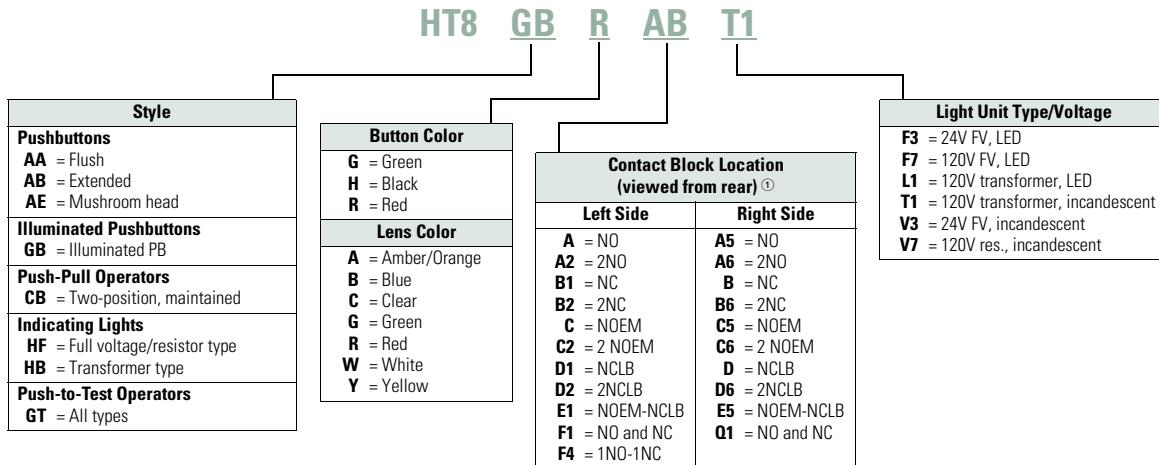 HT8 GB R AB T1
Style
Pushbuttons
AA = Flush
AB = Extended
AE = Mushroom head
Illuminated Pushbuttons
GB = Illuminated PB
Push-Pull Operators
CB = Two-position, maintained
Indicating Lights
HF = Full voltage/resistor type
HB = Transformer type
Push-to-Test Operators
GT = All types
Button Color
G = Green
H = Black
R = Red
Lens Color
A = Amber/Orange
B = Blue
C = Clear
G = Green
R = Red
W = White
Y = Yellow
Contact Block Location
(viewed from rear) ①
Left Side
A = NO
A2 = 2NO
B1 = NC
B2 = 2NC
C = NOEM
C2 = 2 NOEM
D1 = NCLB
D2 = 2NCLB
E1 = NOEM-NCLB
F1 = NO and NC
F4 = 1NO-1NC
Right Side
A5 = NO
A6 = 2NO
B = NC
B6 = 2NC
C5 = NOEM
C6 = 2 NOEM
D = NCLB
D6 = 2NCLB
E5 = NOEM-NCLB
Q1 = NO and NC
Light Unit Type/Voltage
F3 = 24V FV, LED
F7 = 120V FV, LED
L1 = 120V transformer, LED
T1 = 120V transformer, incandescent
V3 = 24V FV, incandescent
V7 = 120V res., incandescent